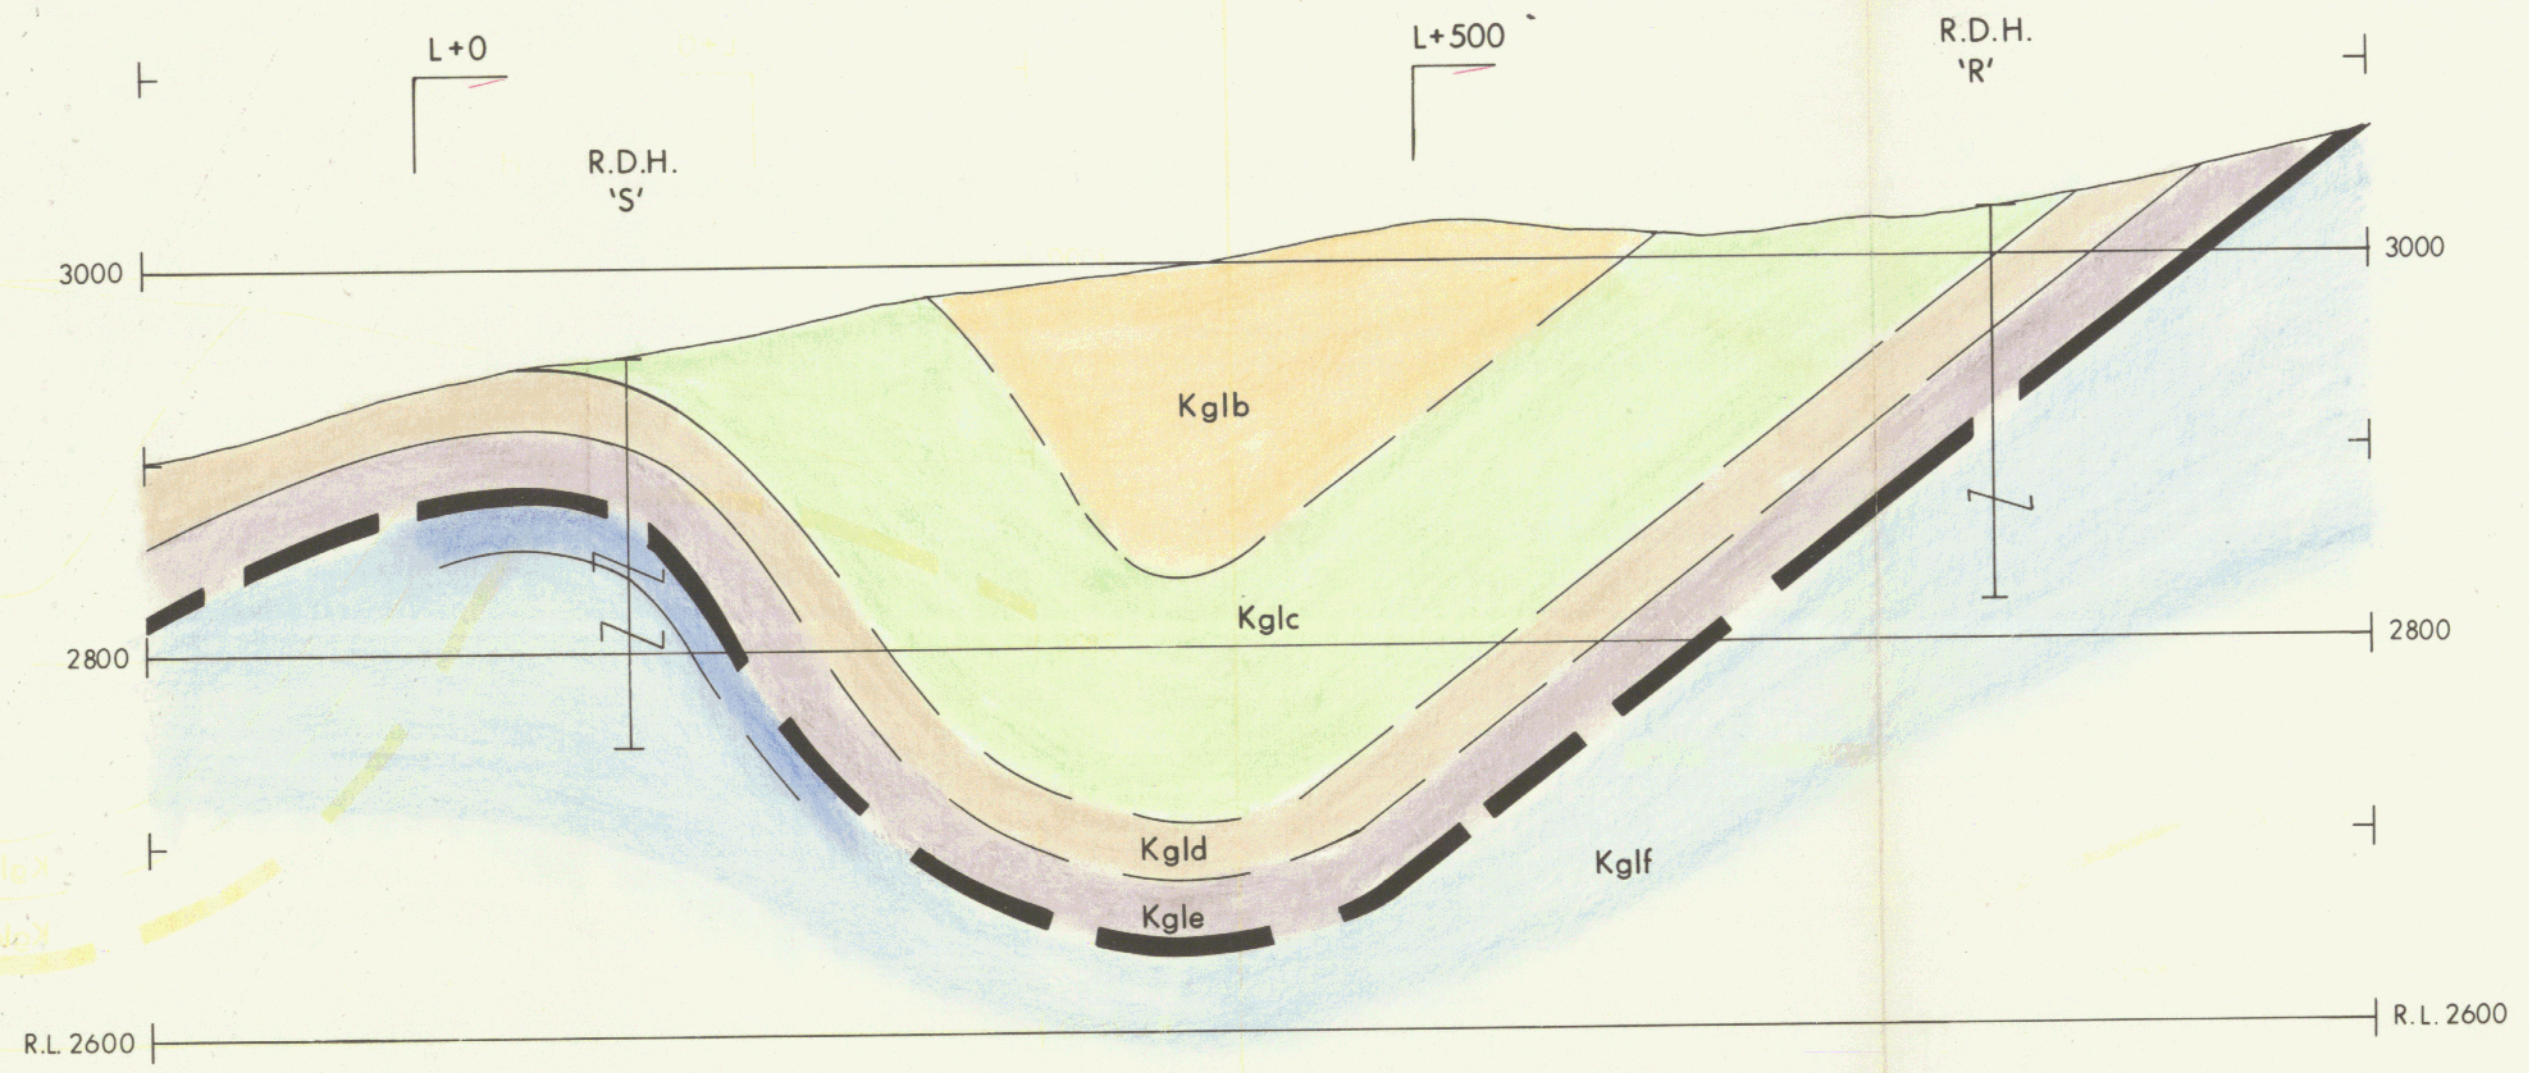 L+0
L+500
R.D.H.
'R'
R.D.H.
'S'
3000
3000
Kglb
Kglc
2800
2800
Kgld
Kglf
Kgle
R.L. 2600
R.L. 2600